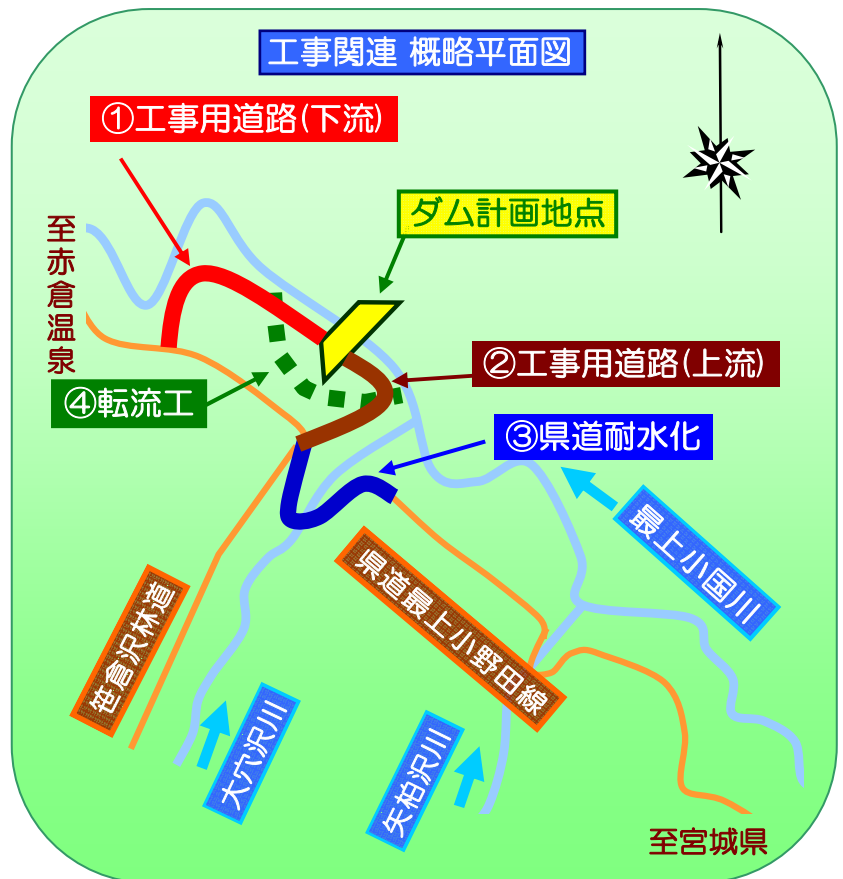 工事関連 概略平面図
①工事用道路(下流)
ダム計画地点
至赤倉温泉
②工事用道路(上流)
④転流工
③県道耐水化
最上小国川
県道最上小野田線
笹倉沢林道
大穴沢川
矢柏沢川
至宮城県